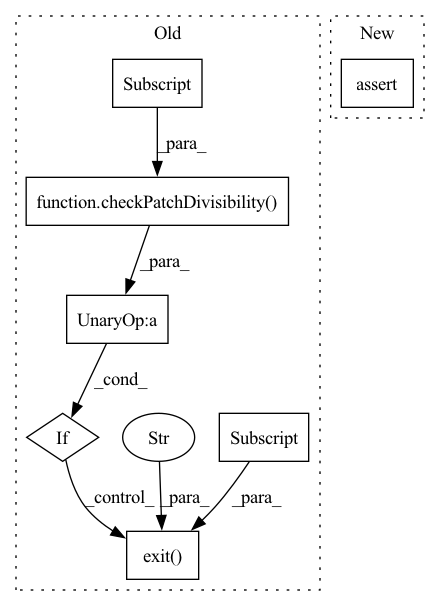 Old
New
Subscript
assert
_para_
function.checkPatchDivisibility()
_para_
UnaryOp:a
_cond_
If
Str
Subscript
_control_
_para_
_para_
exit()